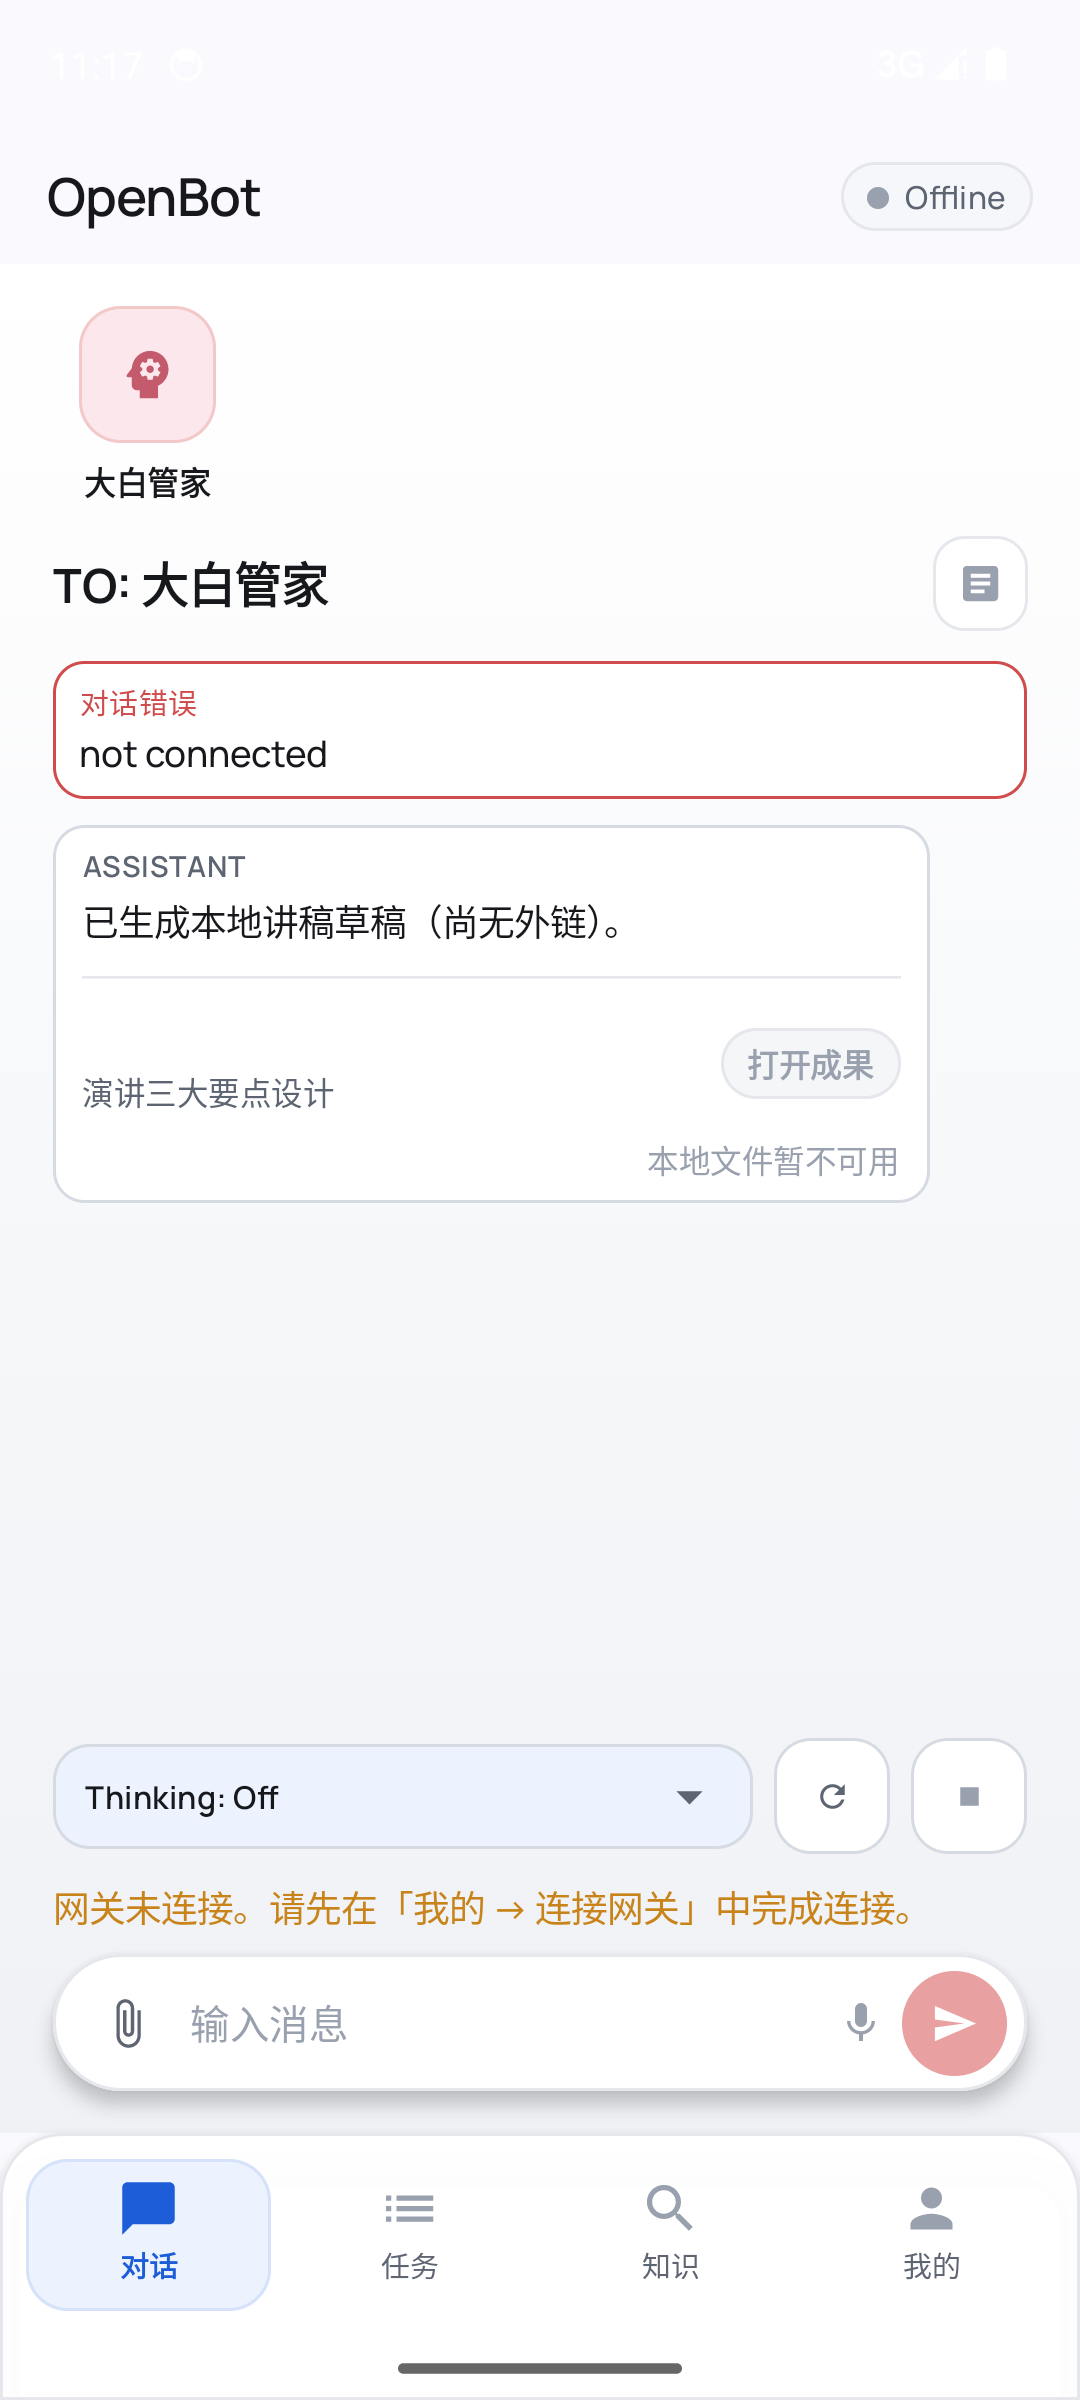 11:17
3G
OpenBot
Offline
大白管家
TO: 大白管家
对话错误
not connected
ASSISTANT
已生成本地讲稿草稿（尚无外链）。
打开成果
演讲三大要点设计
本地文件暂不可用
Thinking: Off
网关未连接。请先在「我的 → 连接网关」中完成连接。
输入消息
对话
任务
知识
我的